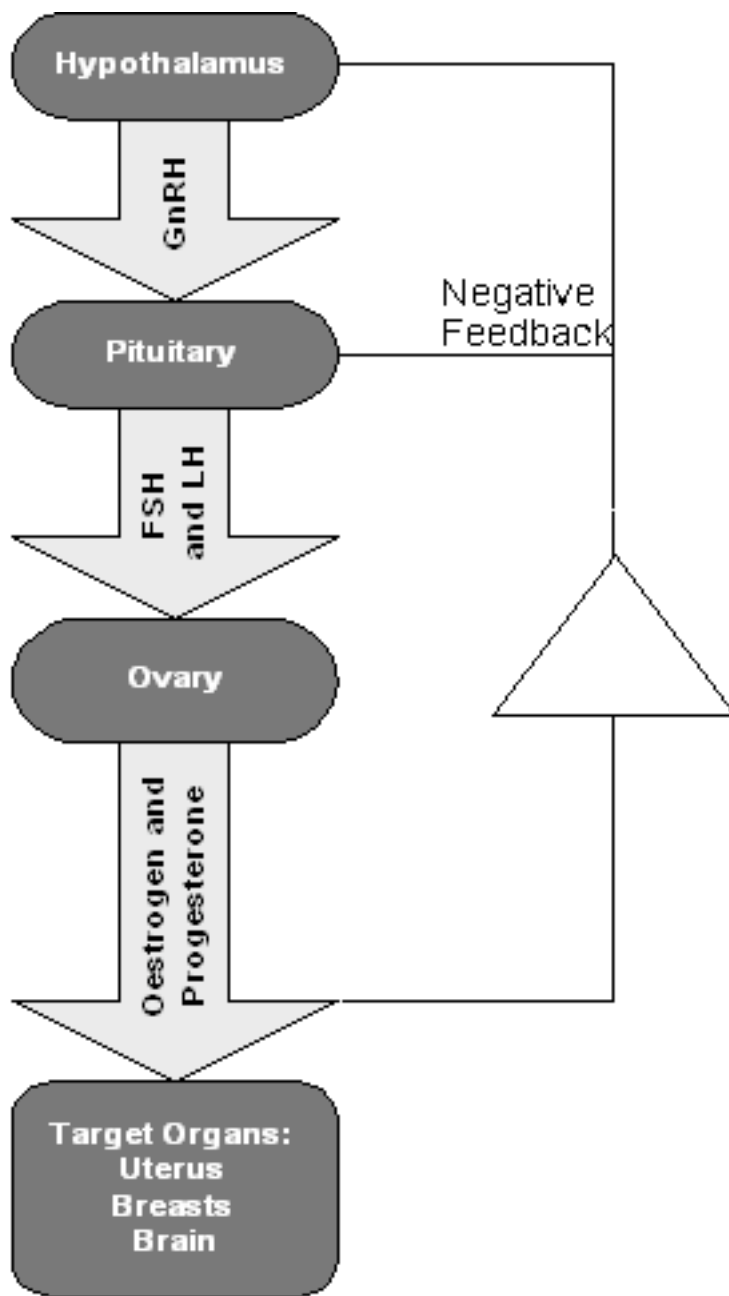 Hypothalamus
GnRH
Negative
Feedback
Pituitary
FSH
and LH
Ovary
Oestrogen and
Progesterone
Target Organs:
Uterus
Breasts
Brain